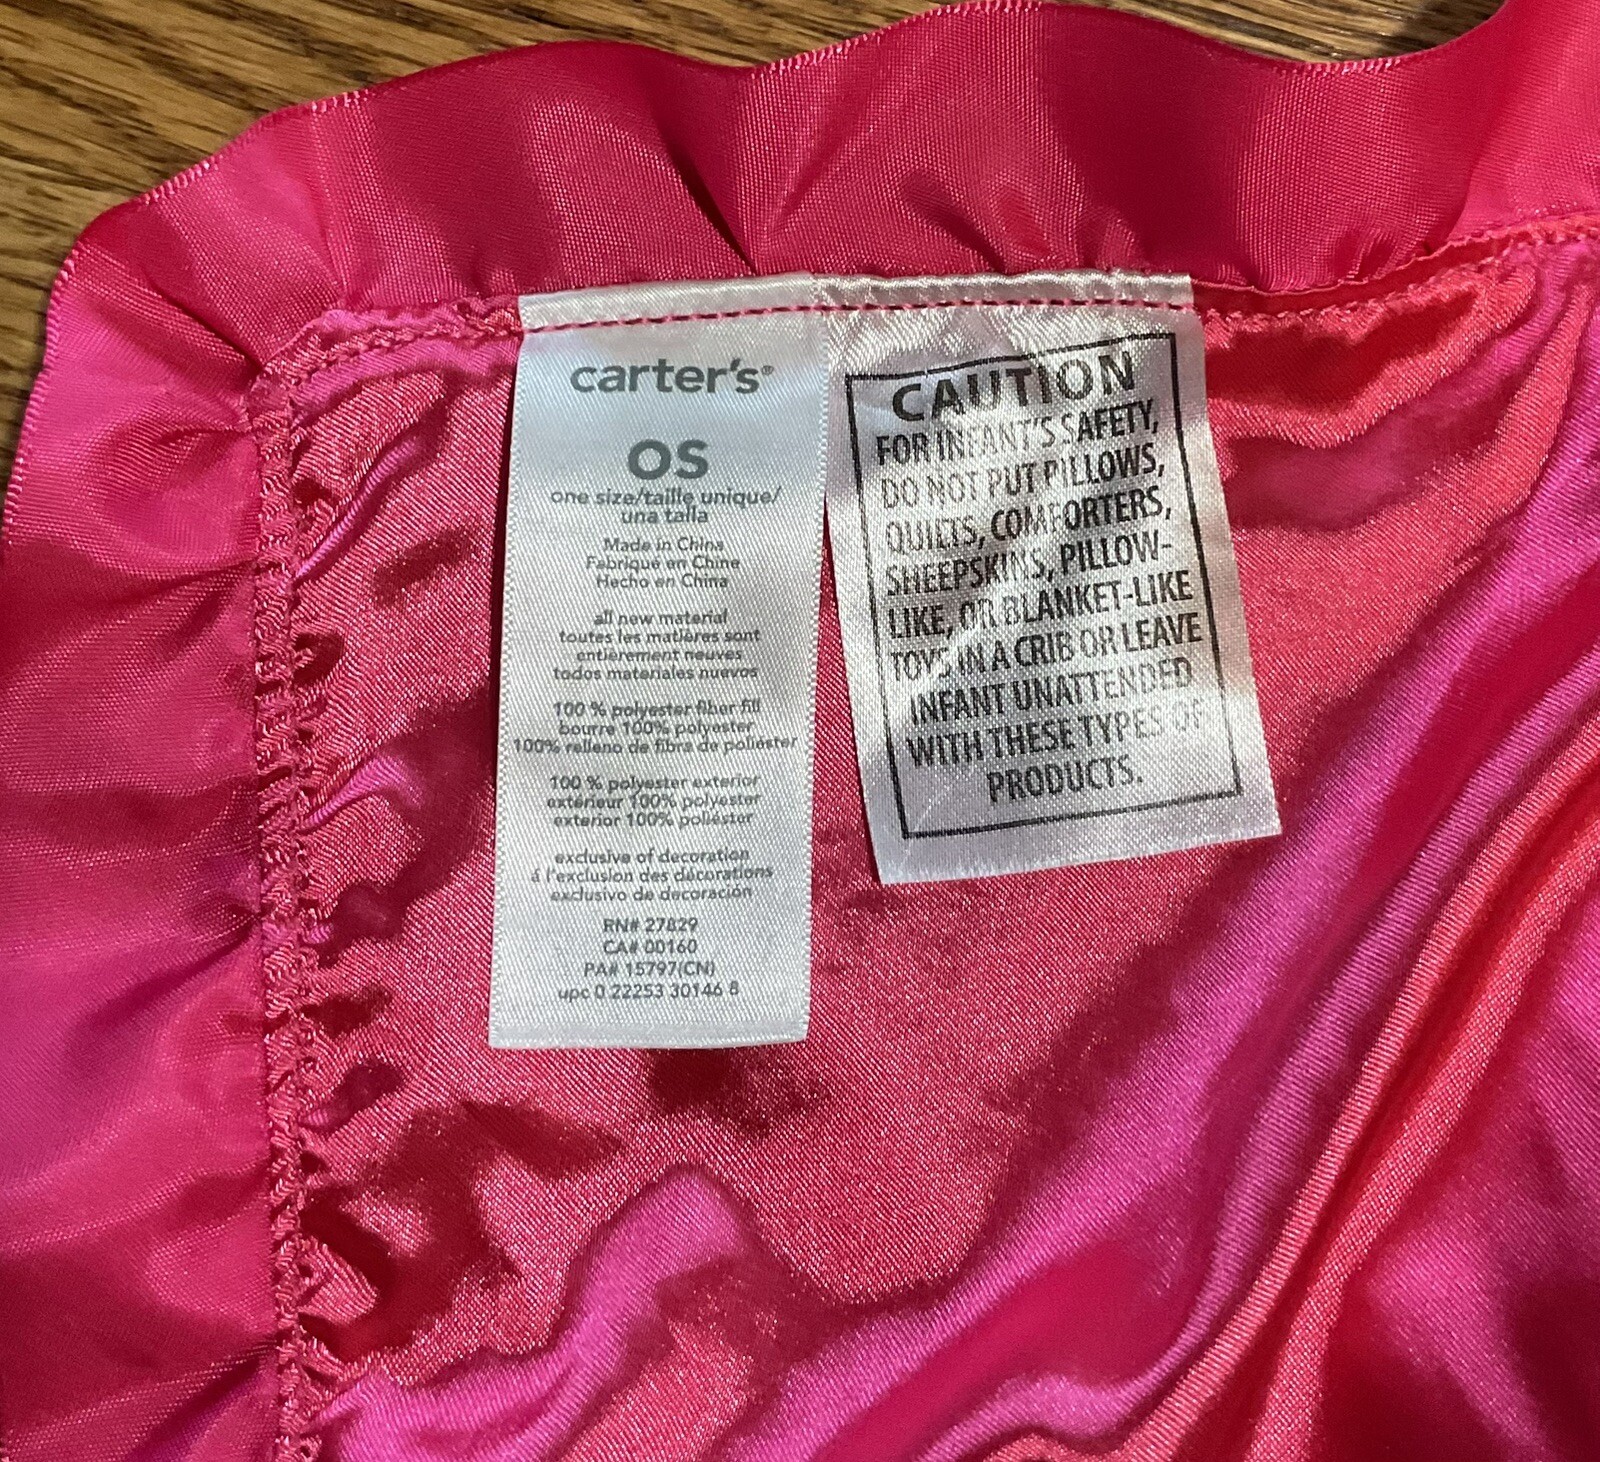 carter's®
OS
one size/taille unique/
una talla
Made in China
Fabriqué en Chine
Hecho en China
all new material
toutes les matières sont
entièrement neuves
todos materiales nuevos
100 % polyester fiber fill
bourre 100% polyester
100% relleno de fibra de poliéster
100 % polyester exterior
extérieur 100% polyester
exterior 100% poliéster
exclusive of decoration
á l'exclusion des décorations
exclusivo de decoración
RN# 27829
CA# 00160
PA# 15797(CN)
upc 0 22253 30146 8
CAUTION
FOR INFANT'S SAFETY,
DO NOT PUT PILLOWS,
QUILTS, COMFORTERS,
SHEEPSKINS, PILLOW-
LIKE, OR BLANKET-LIKE
TOYS IN A CRIB OR LEAVE
INFANT UNATTENDED
WITH THESE TYPES OF
PRODUCTS.